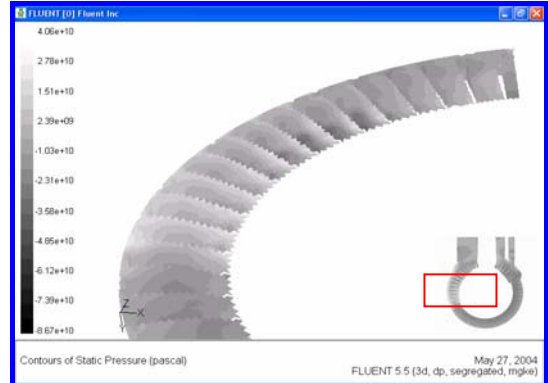 FLUENT [0] Fluent Inc
4.06e+10
2.78e+10
1.51e+10
2.39e+09
-1.03e+10
-2.31e+10
-3.58e+10
-4.85e+10
-6.12e+10
-7.39e+10
-8.67e+10
Z
X
Y
Contours of Static Pressure (pascal)
May 27, 2004
FLUENT 5.5 (3d, dp, segregated, rngke)